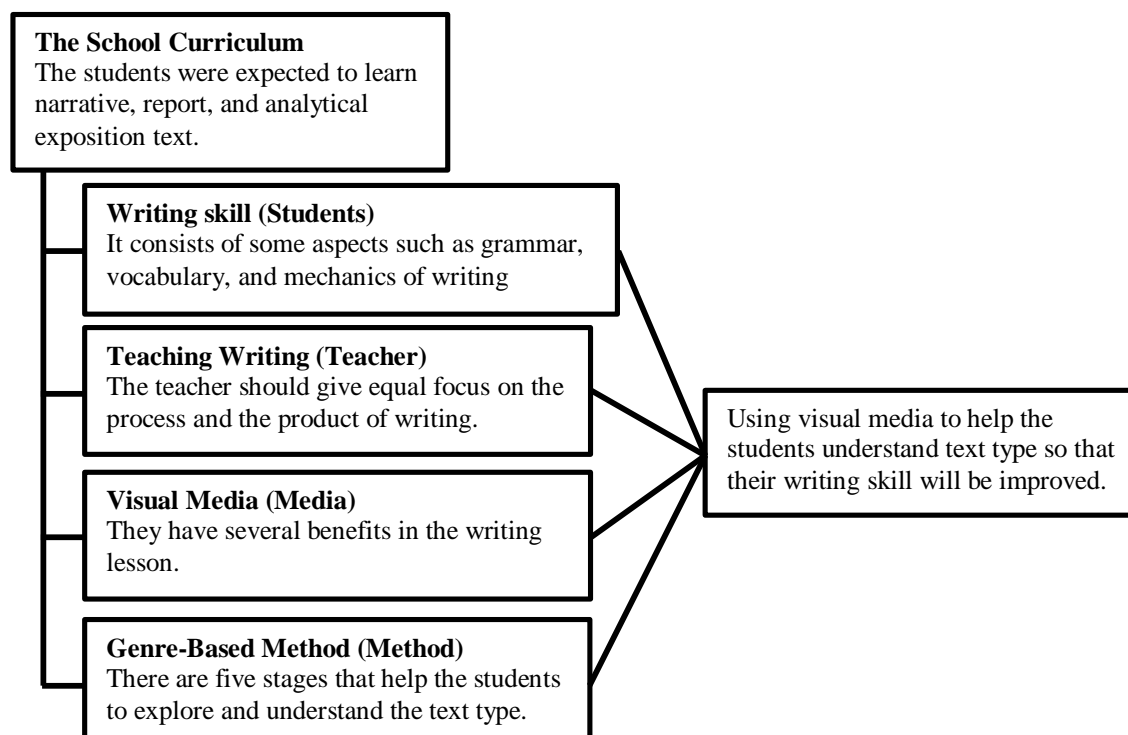 The School Curriculum
The students were expected to learn
narrative, report, and analytical
exposition text.
Writing skill (Students)
It consists of some aspects such as grammar,
vocabulary, and mechanics of writing
Teaching Writing (Teacher)
The teacher should give equal focus on the
process and the product of writing.
Visual Media (Media)
They have several benefits in the writing
lesson.
Genre-Based Method (Method)
There are five stages that help the students
to explore and understand the text type.
Using visual media to help the
students understand text type so that
their writing skill will be improved.